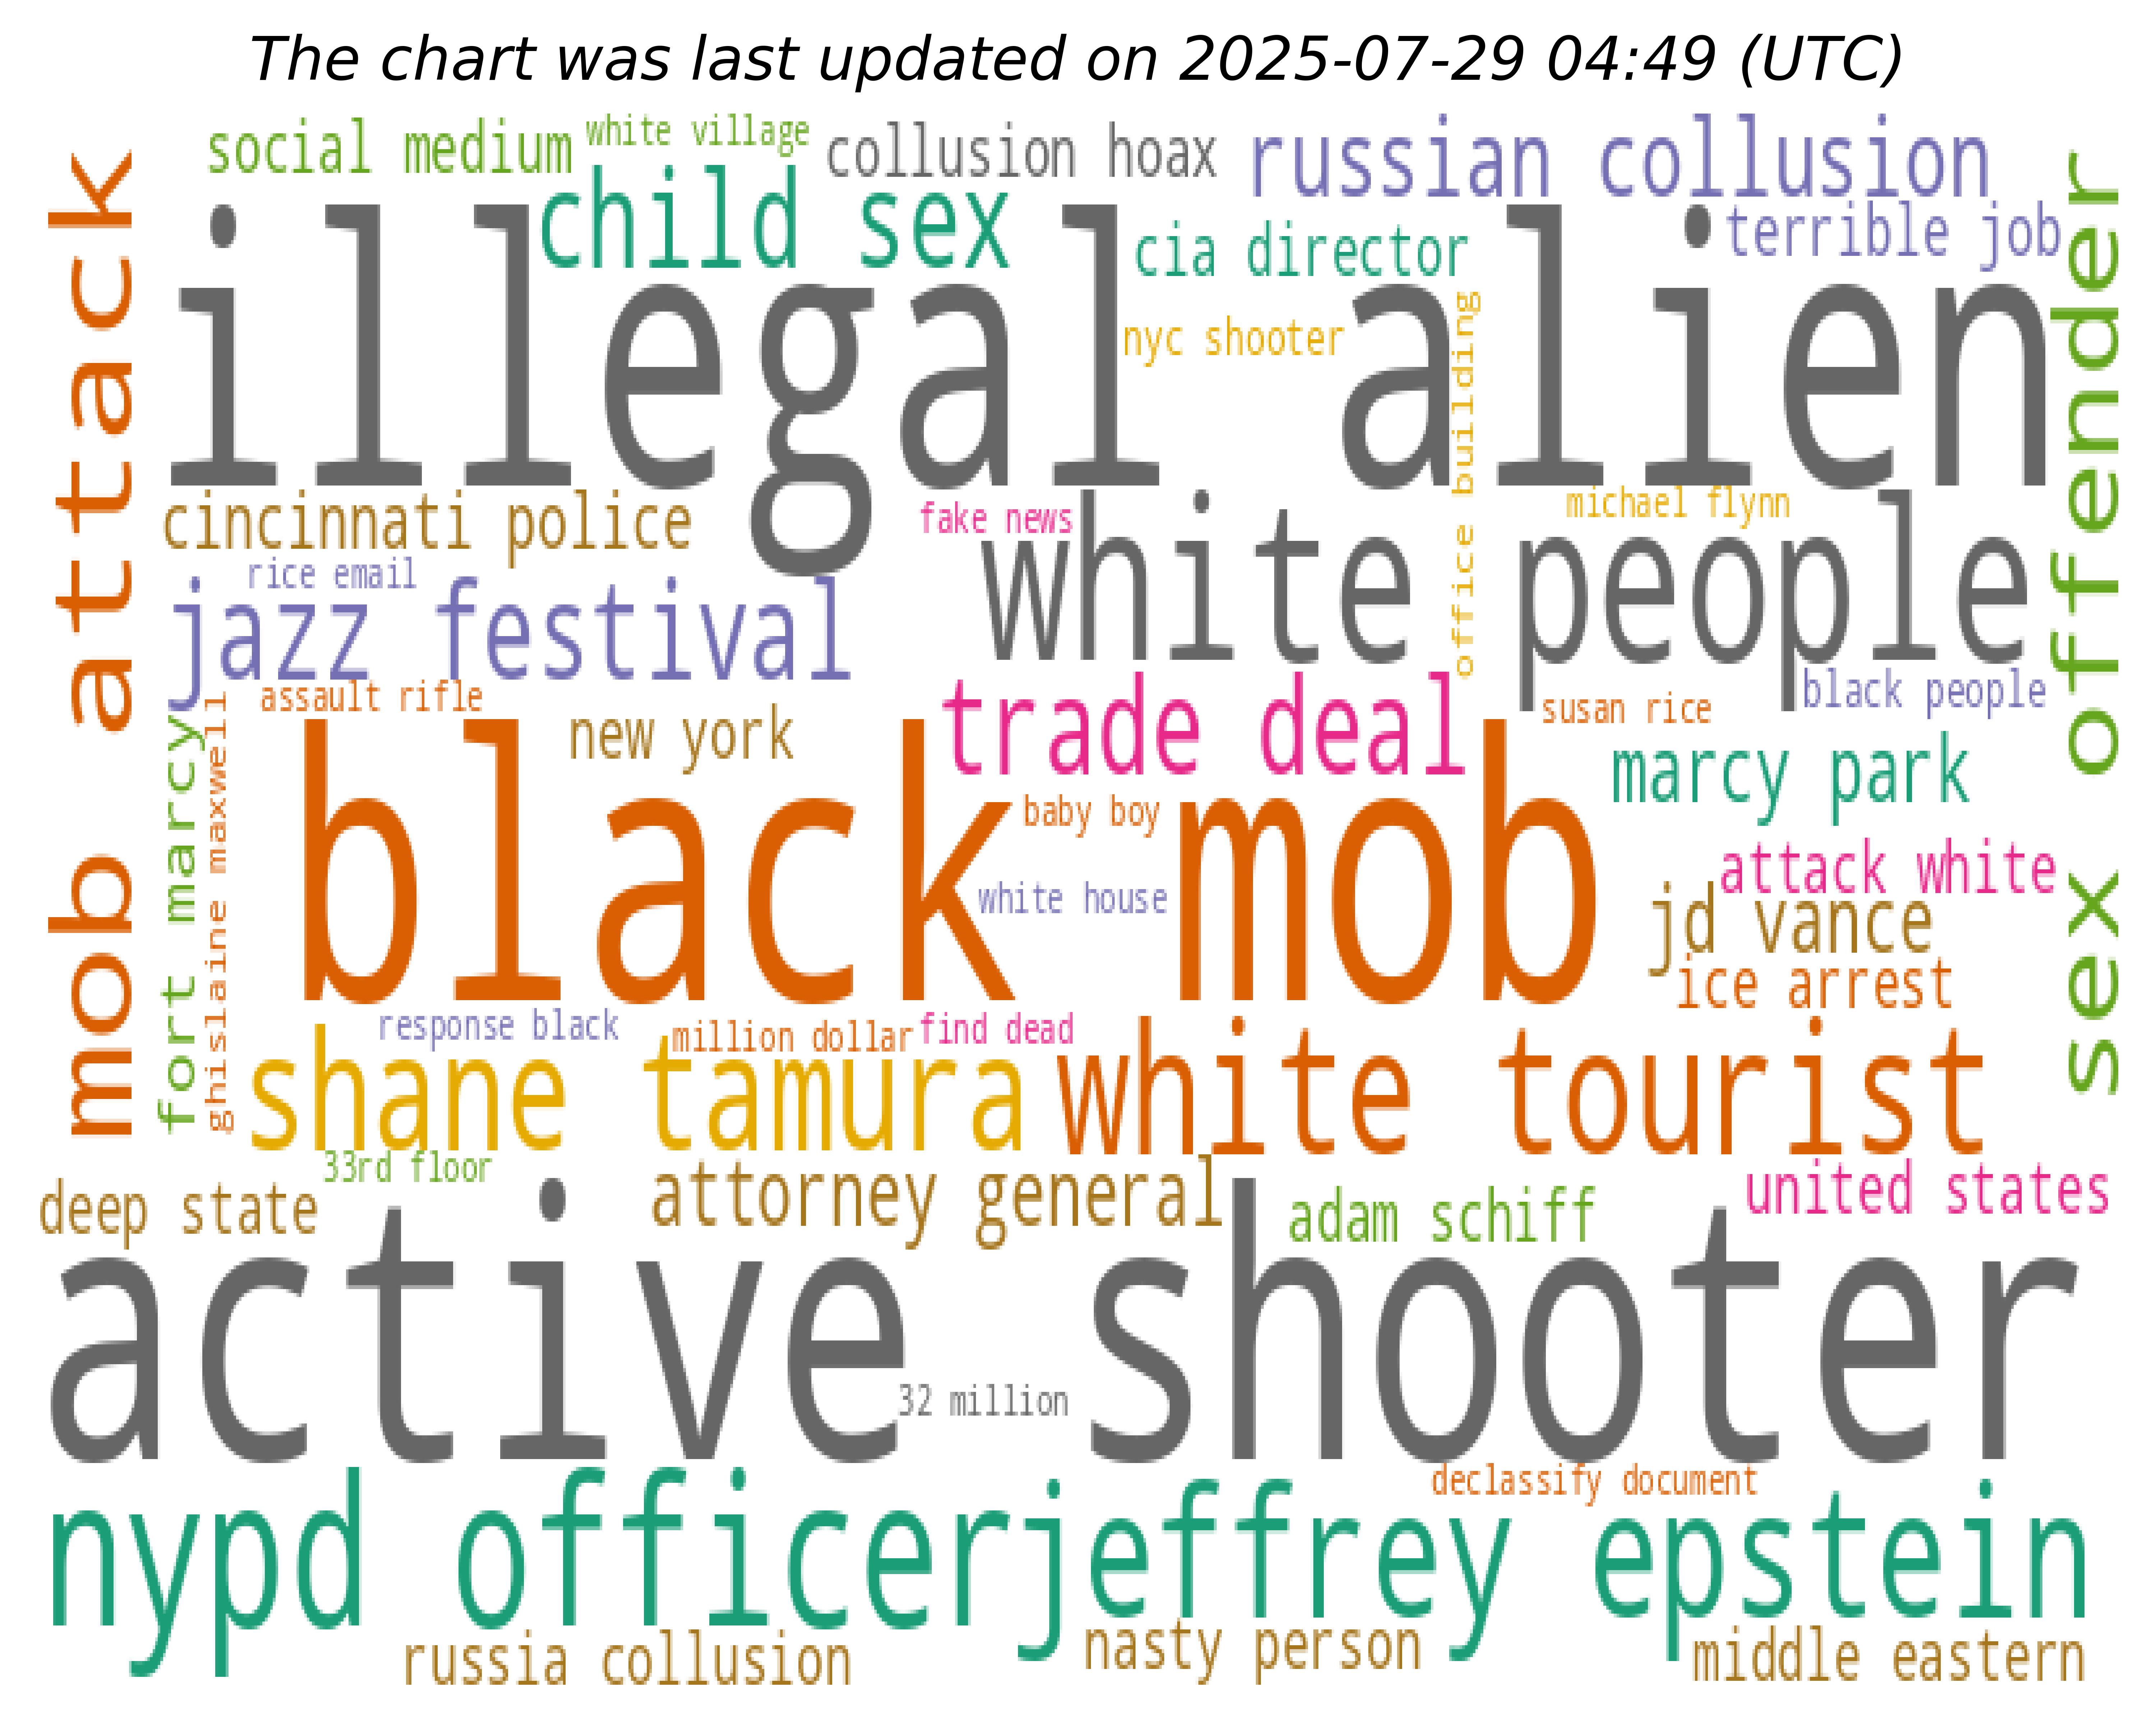 The chart was last updated on 2025-07-29 04:49 (UTC)
social medium
white village
collusion hoax
russian collusion
child sex
cia director
terrible job
illegal alien
nyc shooter
mob attack
sex offender
office building
cincinnati police
fake news
michael flynn
white people
rice email
jazz festival
assault rifle
new york
trade deal
susan rice
black people
marcy park
fort marcy
ghislaine maxwell
black mob
baby boy
white house
attack white
jd vance
ice arrest
response black
million dollar
find dead
shane tamura
white tourist
33rd floor
deep state
attorney general
adam schiff
united states
active shooter
32 million
declassify document
nypd officer
jeffrey epstein
russia collusion
nasty person
middle eastern